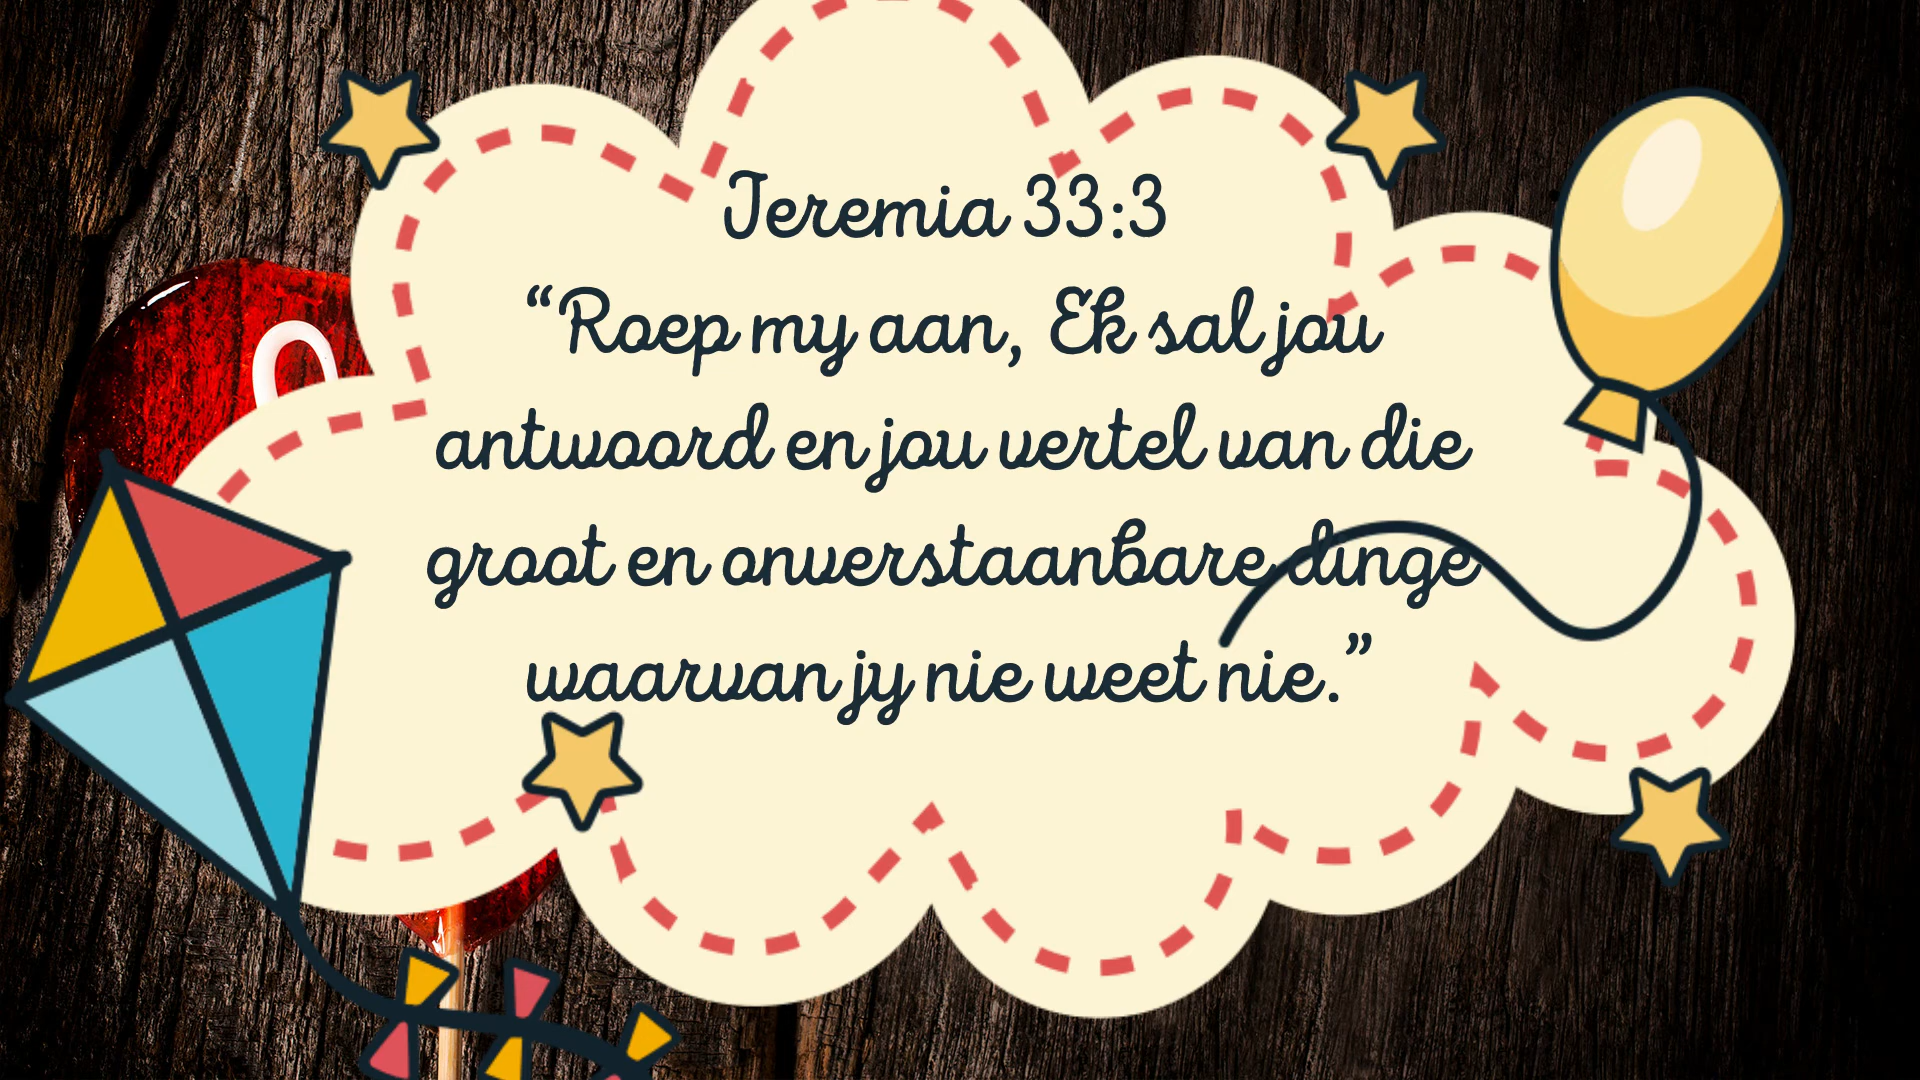 Jeremia 33:3
“Roep my aan, Ek sal jou
antwoord en jou vertel van die
groot en onverstaanbare dinge
waarvan jy nie weet nie.”